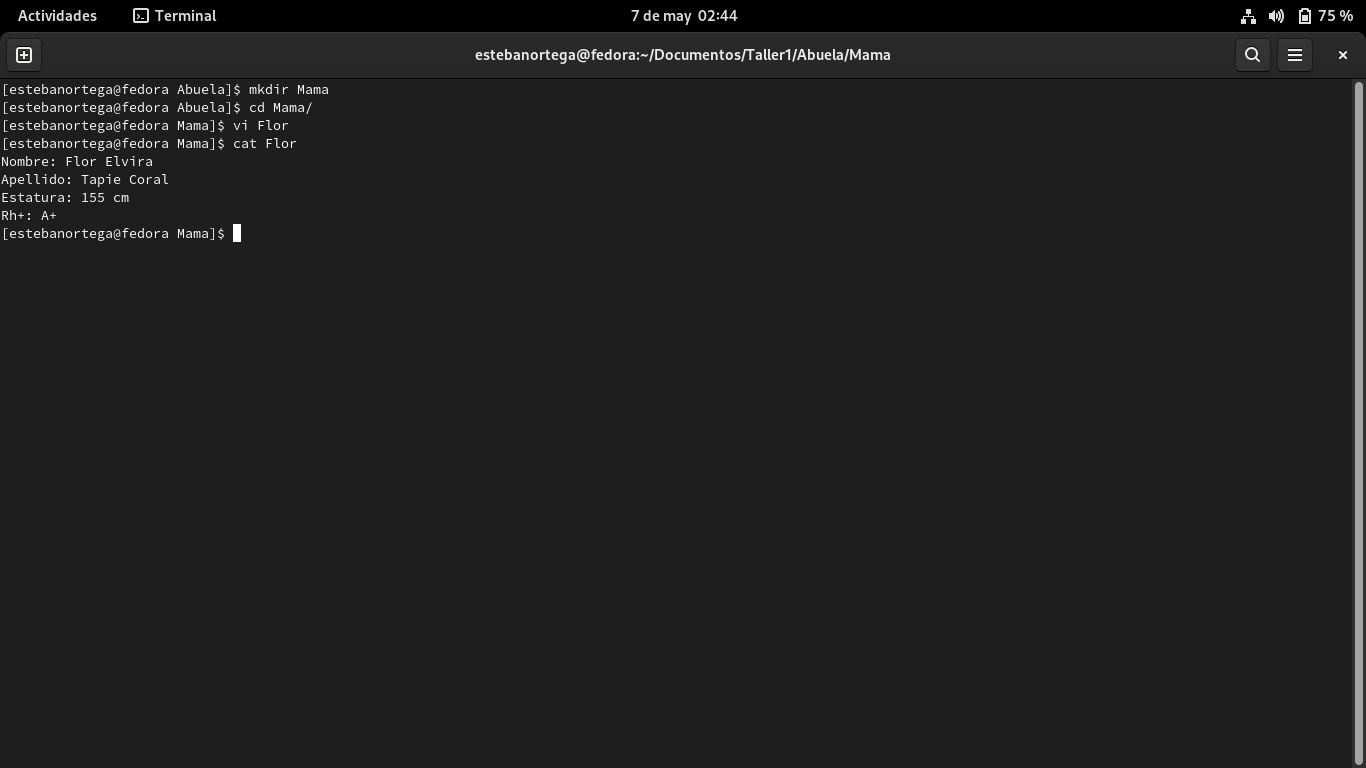 Actividades Terminal 7 de may 02:44 75 %
estebanortega@fedora:~/Documentos/Taller1/Abuela/Mama
[estebanortega@fedora Abuela]$ mkdir Mama
[estebanortega@fedora Abuela]$ cd Mama/
[estebanortega@fedora Mama]$ vi Flor
[estebanortega@fedora Mama]$ cat Flor
Nombre: Flor Elvira
Apellido: Tapie Coral
Estatura: 155 cm
Rh+: A+
[estebanortega@fedora Mama]$